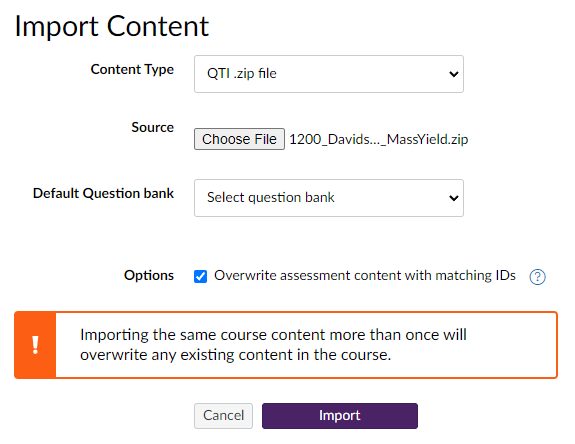 Import Content
Content Type
QTI .zip file
Source
Choose File 1200_Davids..._MassYield.zip
Default Question bank
Select question bank
Options
Overwrite assessment content with matching IDs ?
!
Importing the same course content more than once will
overwrite any existing content in the course.
Cancel
Import